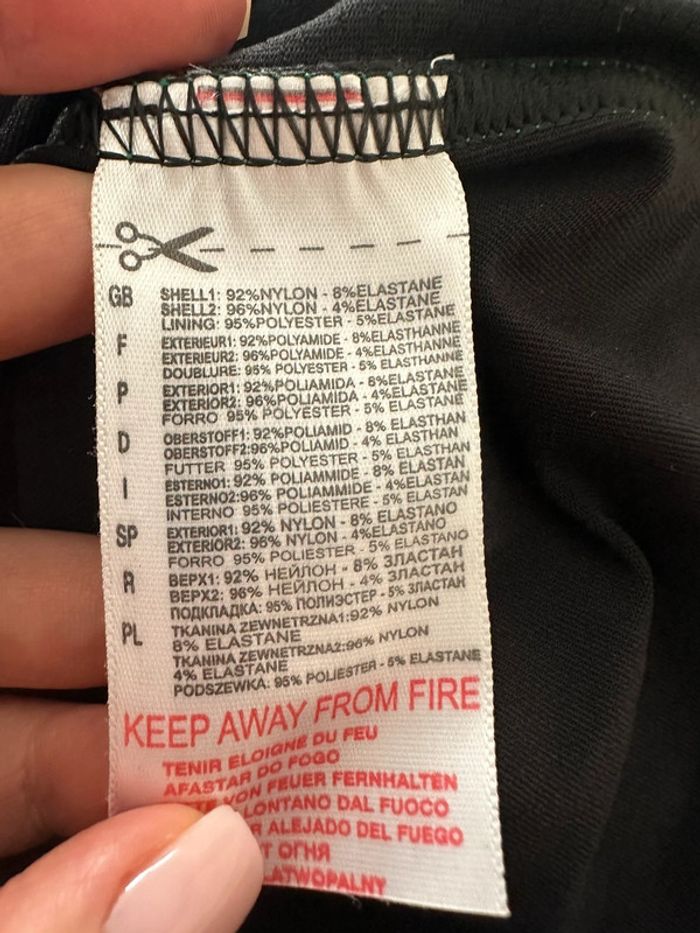 GB SHELL1: 92%NYLON - 8%ELASTANE
SHELL2: 96%NYLON - 4%ELASTANE
LINING: 95%POLYESTER - 5%ELASTANE
F EXTERIEUR1: 92%POLYAMIDE - 8%ELASTHANNE
EXTERIEUR2: 96%POLYAMIDE - 4%ELASTHANNE
DOUBLURE: 95% POLYESTER - 5% ELASTHANNE
P EXTERIOR1: 92%POLIAMIDA - 8%ELASTANE
EXTERIOR2: 96%POLIAMIDA - 4%ELASTANE
FORRO 95% POLYESTER - 5% ELASTANE
D OBERSTOFF1: 92%POLIAMID - 8% ELASTHAN
OBERSTOFF2:96%POLIAMID - 4% ELASTHAN
FUTTER 95% POLYESTER - 5% ELASTHAN
I ESTERNO1: 92% POLIAMMIDE - 8% ELASTAN
ESTERNO2:96% POLIAMMIDE - 4%ELASTAN
INTERNO 95% POLIESTERE - 5% ELASTAN
SP EXTERIOR1: 92% NYLON - 8% ELASTANO
EXTERIOR2: 96% NYLON - 4%ELASTANO
FORRO 95% POLIESTER - 5% ELASTANO
R ВЕРХ1: 92% НЕЙЛОН - 8% ЭЛАСТАН
ВЕРХ2: 96% НЕЙЛОН - 4% ЭЛАСТАН
ПОДКЛАДКА: 95% ПОЛИЭСТЕР - 5% ЭЛАСТАН
PL TKANINA ZEWNETRZNA1:92% NYLON
8% ELASTANE
TKANINA ZEWNETRZNA2:96% NYLON
4% ELASTANE
PODSZEWKA: 95% POLIESTER - 5% ELASTANE
KEEP AWAY FROM FIRE
TENIR ELOIGNE DU FEU
AFASTAR DO FOGO
VON FEUER FERNHALTEN
LONTANO DAL FUOCO
ALEJADO DEL FUEGO
ОГНЯ